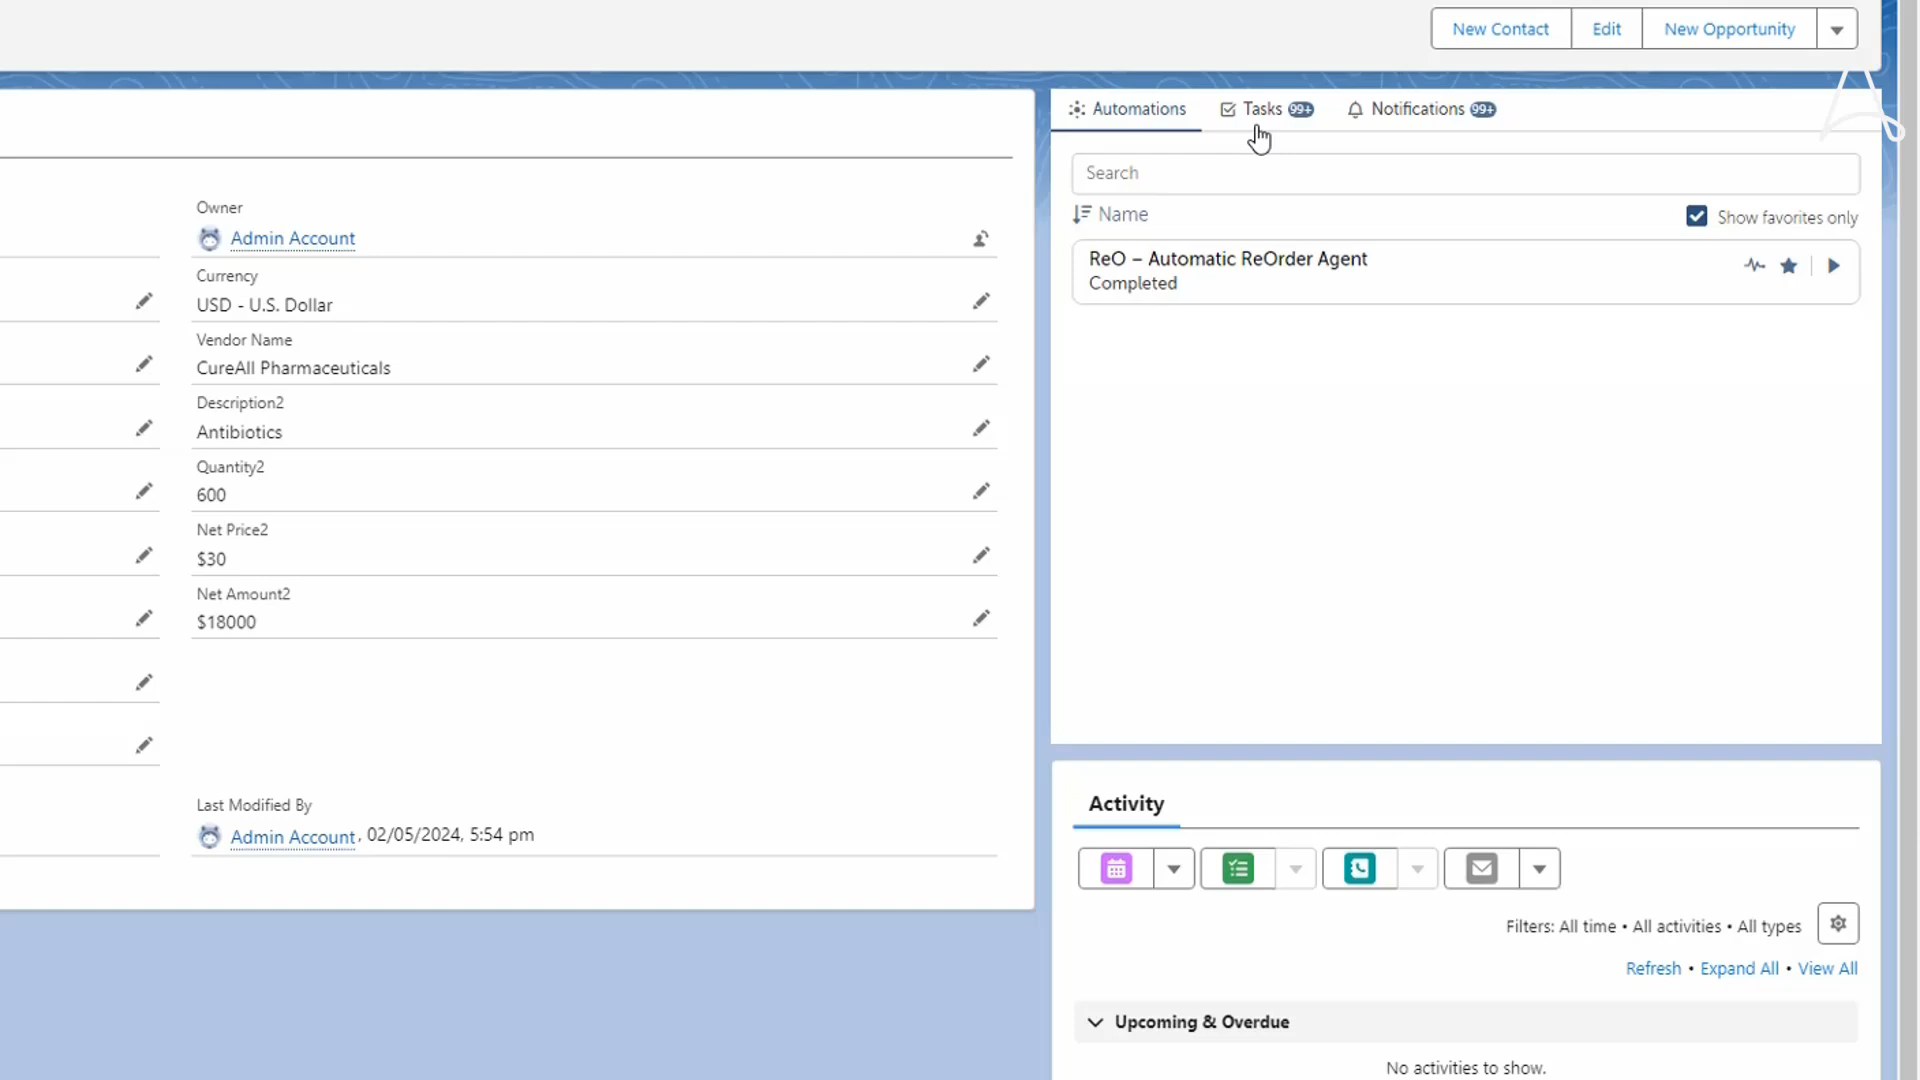 New Contact
Edit
New Opportunity
Automations
Tasks 99+
Notifications 99+
Search
Name
Show favorites only
ReO – Automatic ReOrder Agent
Completed
Owner
Admin Account
Currency
USD - U.S. Dollar
Vendor Name
CureAll Pharmaceuticals
Description2
Antibiotics
Quantity2
600
Net Price2
$30
Net Amount2
$18000
Last Modified By
Admin Account, 02/05/2024, 5:54 pm
Activity
Filters: All time • All activities • All types
Refresh • Expand All • View All
Upcoming & Overdue
No activities to show.